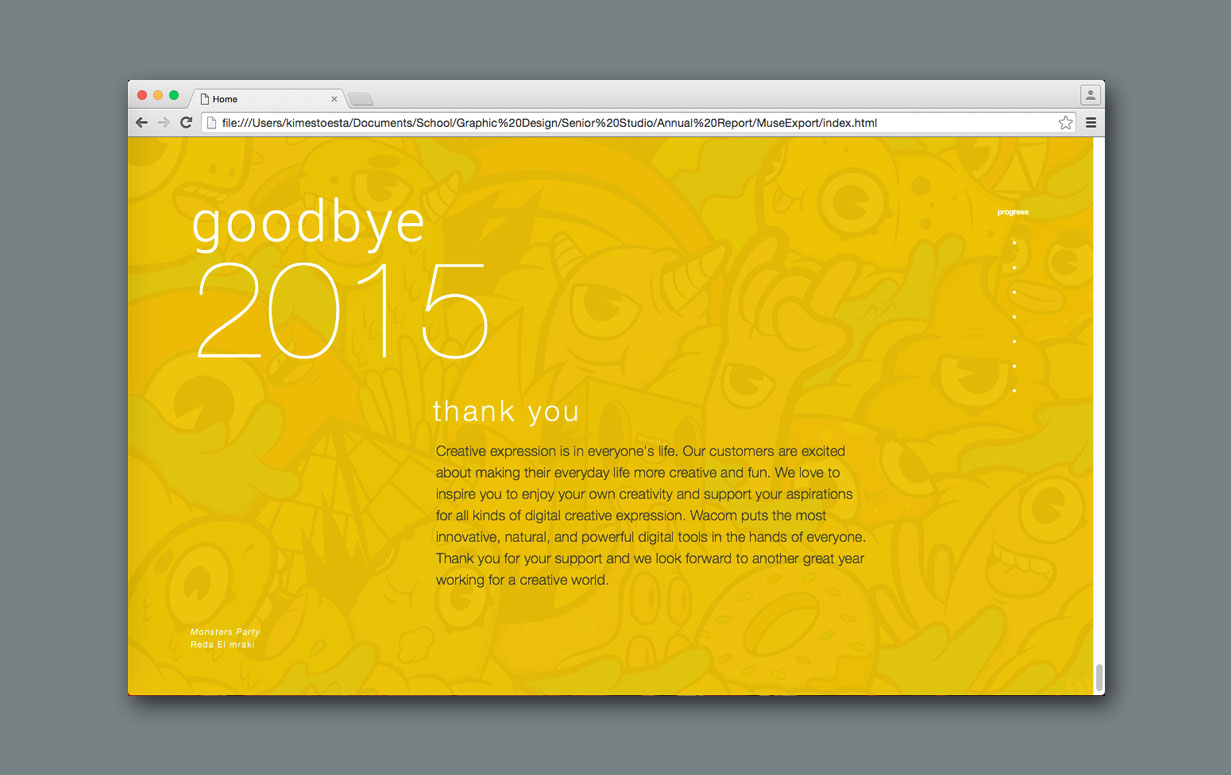 Home
file:///Users/kimestoesta/Documents/School/Graphic%20Design/Senior%20Studio/Annual%20Report/MuseExport/index.html
goodbye
2015
progress
thank you
Creative expression is in everyone's life. Our customers are excited
about making their everyday life more creative and fun. We love to
inspire you to enjoy your own creativity and support your aspirations
for all kinds of digital creative expression. Wacom puts the most
innovative, natural, and powerful digital tools in the hands of everyone.
Thank you for your support and we look forward to another great year
working for a creative world.
Monsters Party
Reda El mraki